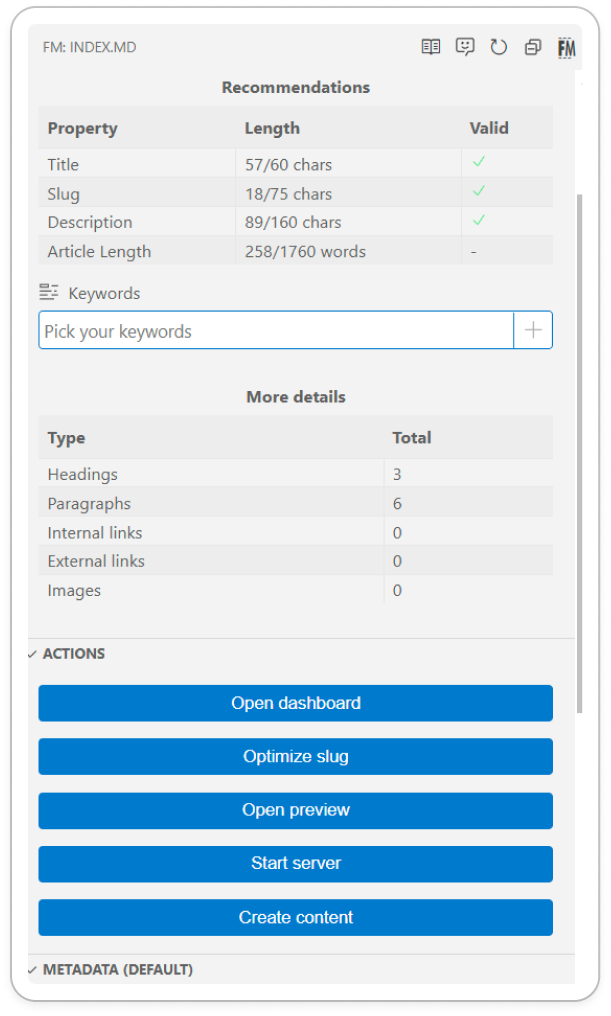 FM: INDEX.MD FM
Recommendations
Property Length Valid
Title 57/60 chars
Slug 18/75 chars
Description 89/160 chars
Article Length 258/1760 words -
Keywords
Pick your keywords
More details
Type Total
Headings 3
Paragraphs 6
Internal links 0
External links 0
Images 0
ACTIONS
Open dashboard
Optimize slug
Open preview
Start server
Create content
METADATA (DEFAULT)